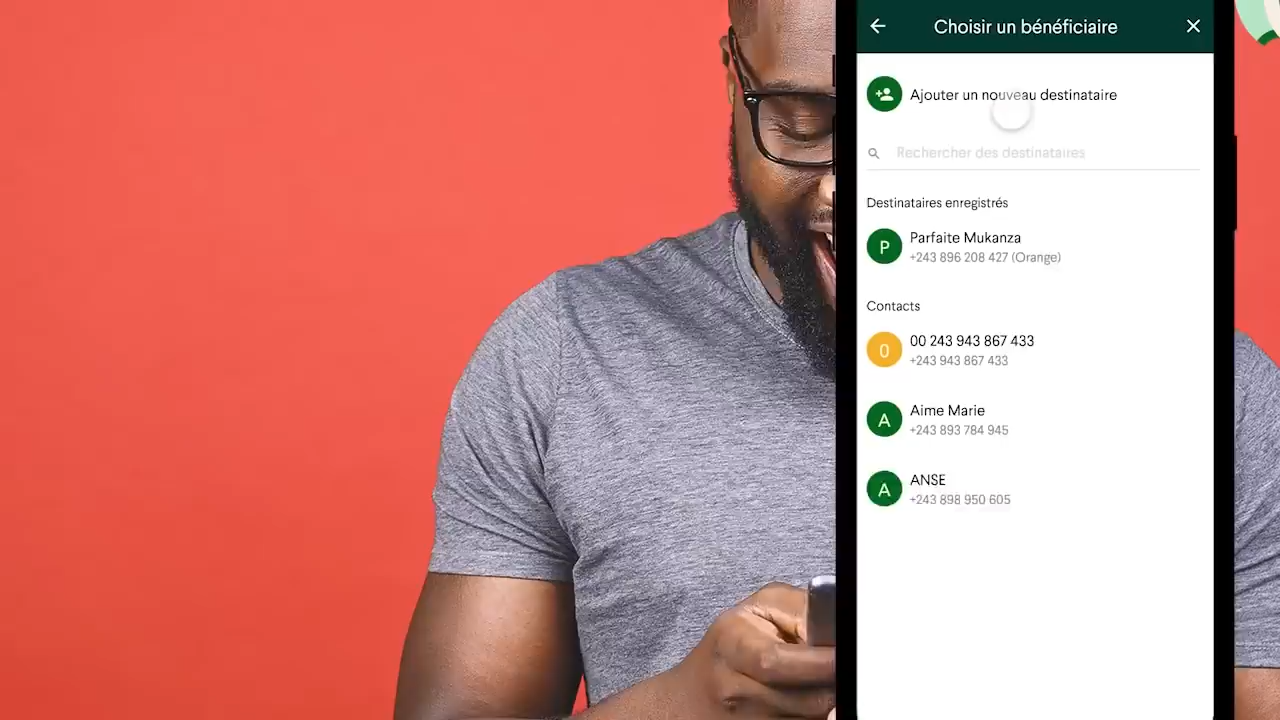 Choisir un bénéficiaire
Ajouter un nouveau destinataire
Rechercher des destinataires
Destinataires enregistrés
P
Parfaite Mukanza
+243 896 208 427 (Orange)
Contacts
0
00 243 943 867 433
+243 943 867 433
A
Aime Marie
+243 893 784 945
A
ANSE
+243 898 950 605